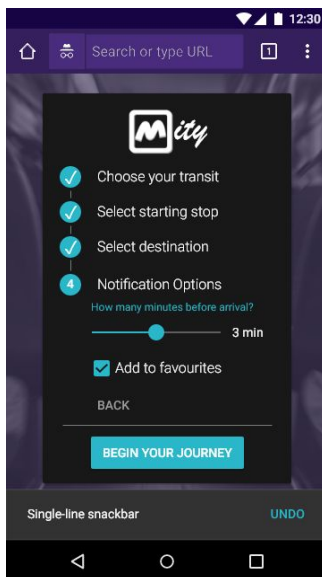 12:30
Search or type URL
1
Mity
Choose your transit
Select starting stop
Select destination
4 Notification Options
How many minutes before arrival?
3 min
Add to favourites
BACK
BEGIN YOUR JOURNEY
Single-line snackbar UNDO